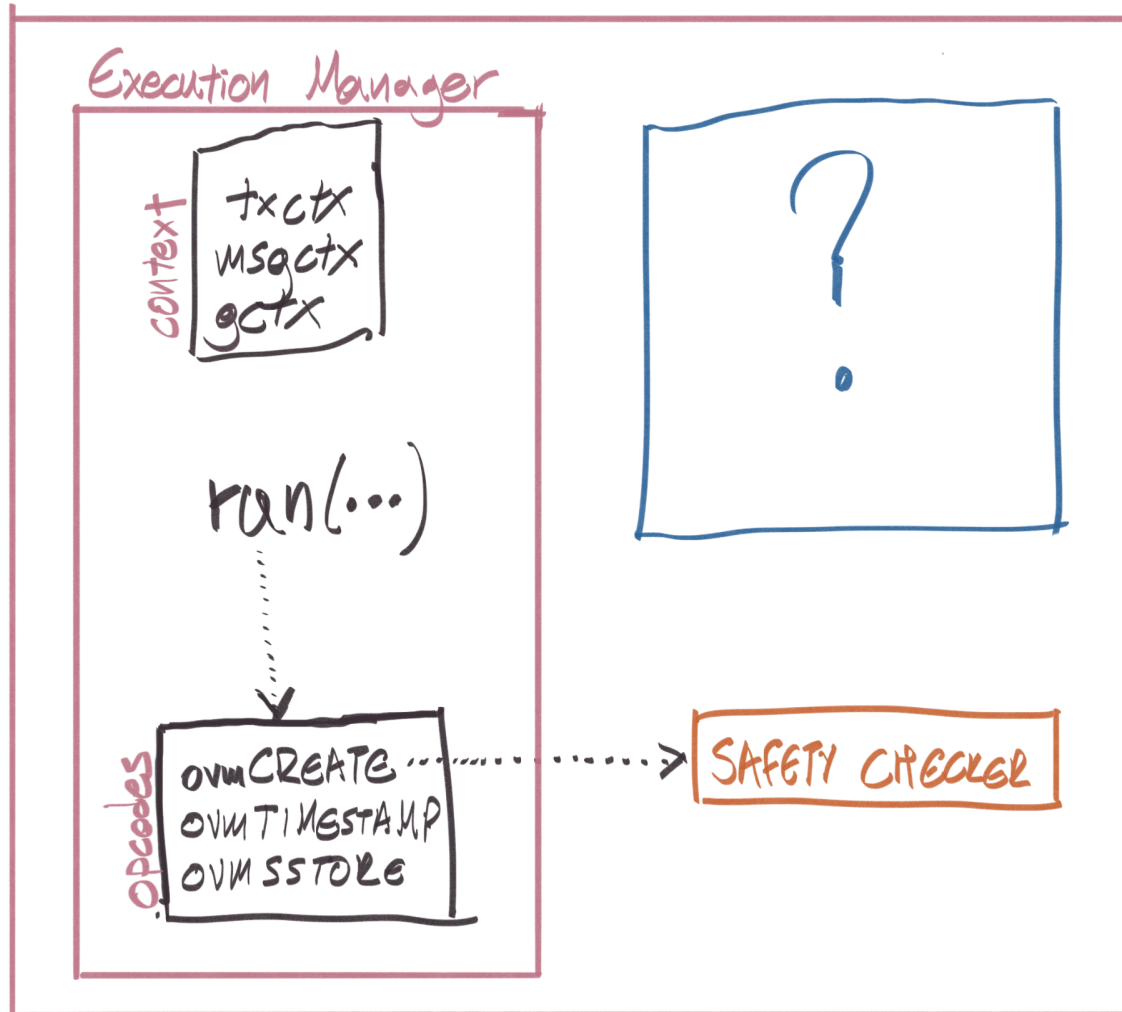 Execution Manager
context
txctx
msgctx
gctx
?
run(...)
opcodes
ovmCREATE
ovmTIMESTAMP
ovmSSTORE
SAFETY CHECKER